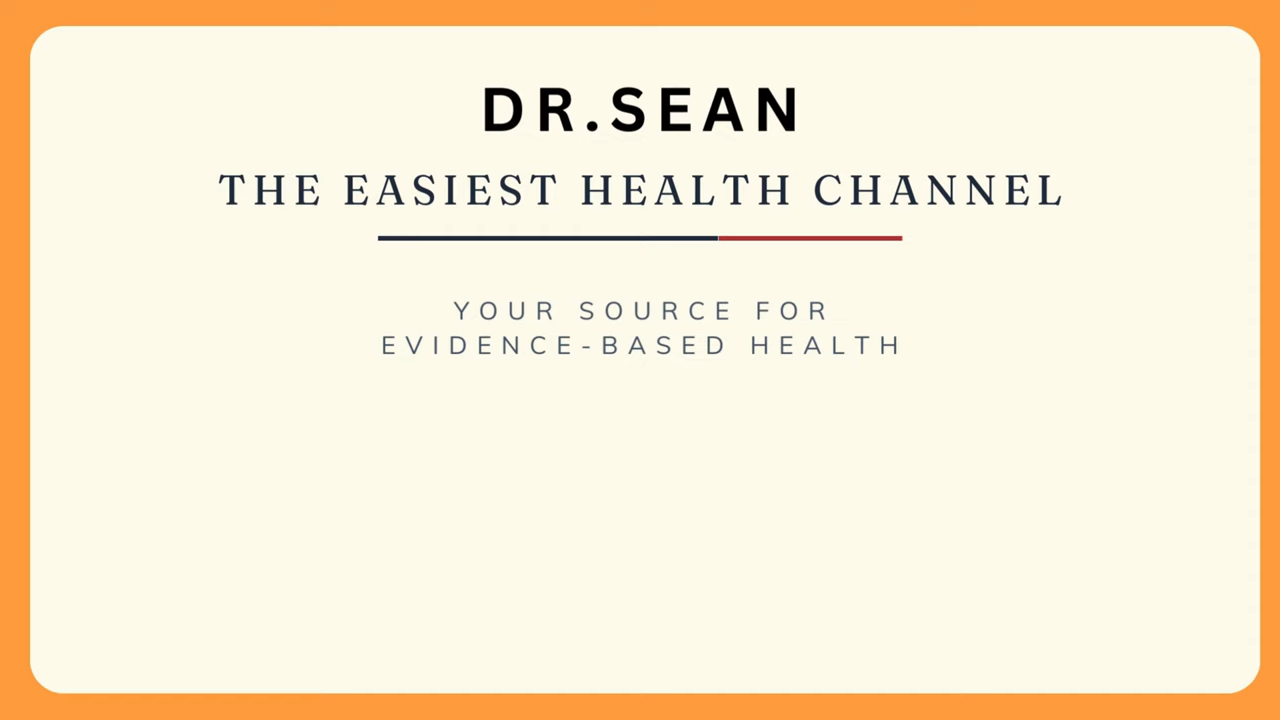 DR.SEAN
THE EASIEST HEALTH CHANNEL
YOUR SOURCE FOR
EVIDENCE-BASED HEALTH